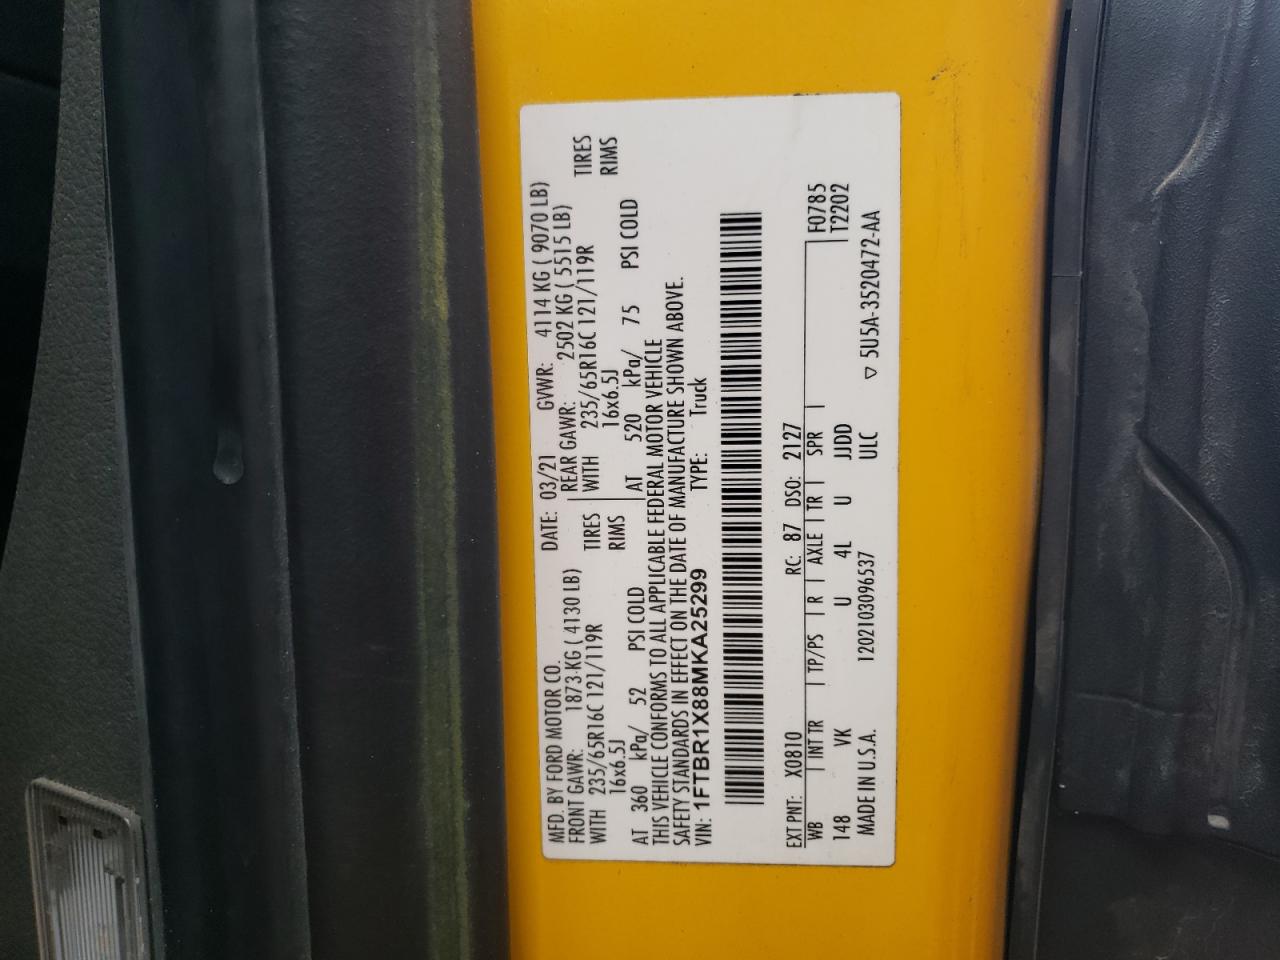 MFD. BY FORD MOTOR CO. DATE: 03/21 GVWR: 4114 KG ( 9070 LB)
FRONT GAWR: 1873 KG ( 4130 LB) REAR GAWR: 2502 KG ( 5515 LB)
WITH 235/65R16C 121/119R TIRES WITH 235/65R16C 121/119R TIRES
16x6.5J RIMS 16x6.5J RIMS
AT 360 kPa/ 52 PSI COLD AT 520 kPa/ 75 PSI COLD
THIS VEHICLE CONFORMS TO ALL APPLICABLE FEDERAL MOTOR VEHICLE
SAFETY STANDARDS IN EFFECT ON THE DATE OF MANUFACTURE SHOWN ABOVE.
VIN: 1FTBR1X88MKA25299 TYPE: Truck
EXT PNT: X0810 RC: 87 DSO: 2127
WB INT TR TP/PS R AXLE TR SPR F0785
148 VK U 4L U JJDD T2202
MADE IN U.S.A. 120210309​6537 ULC ▽ 5U5A-3520472-AA